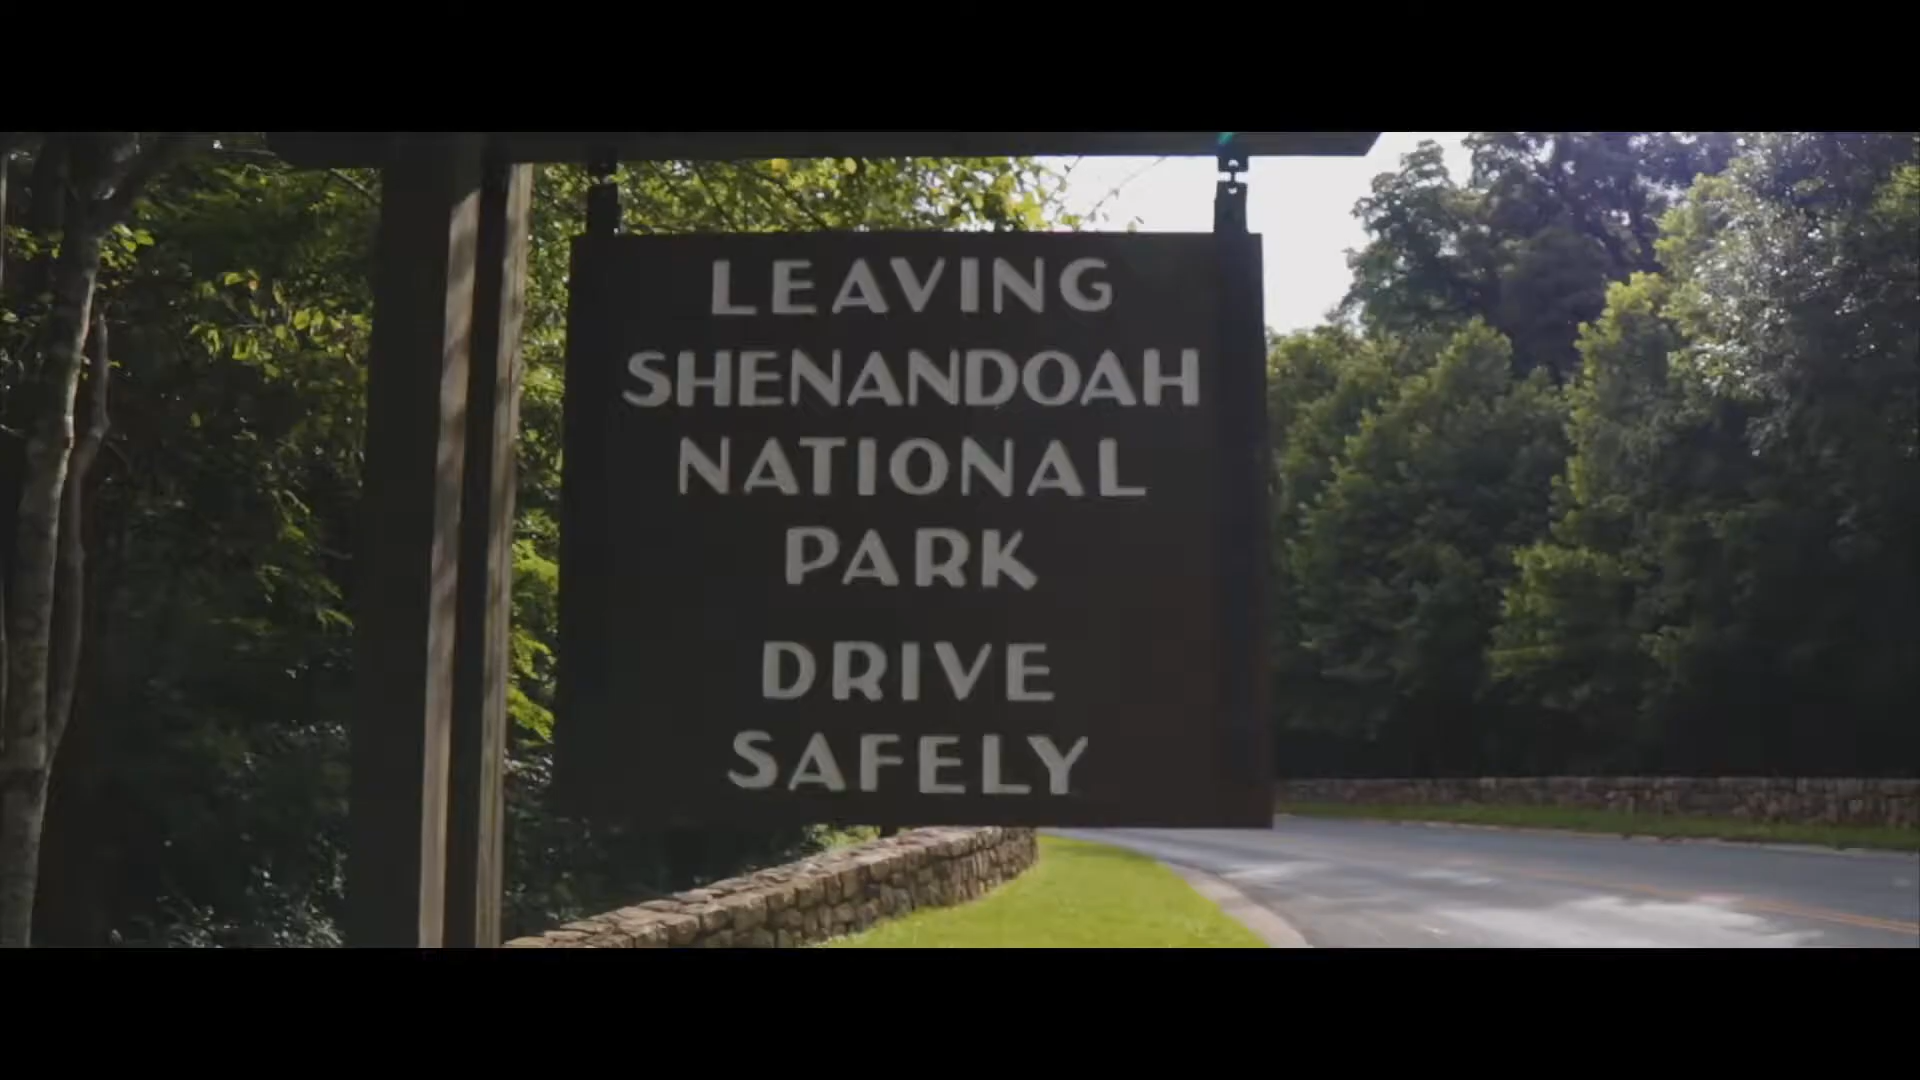 LEAVING
SHENANDOAH
NATIONAL
PARK
DRIVE
SAFELY